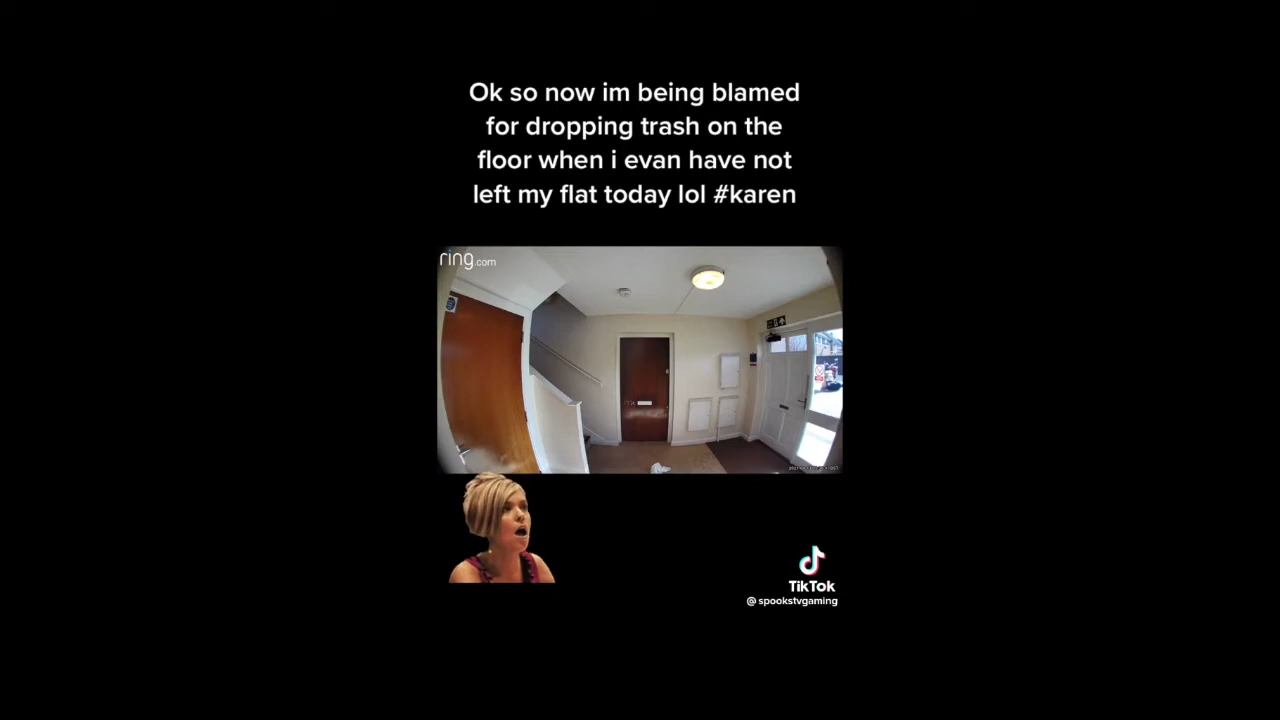 Ok so now im being blamed
for dropping trash on the
floor when i evan have not
left my flat today lol #karen
ring.com
TikTok
@ spookstvgaming